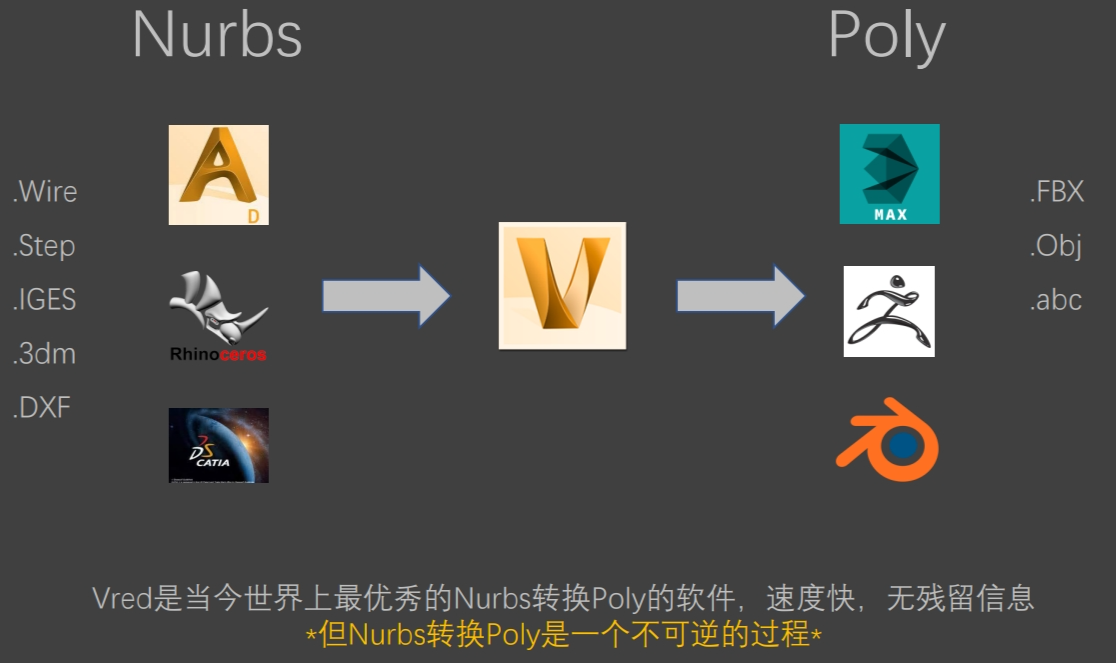 Nurbs
Poly
.Wire
.Step
.IGES
.3dm
.DXF
D
Rhinoceros
DS
CATIA
MAX
.FBX
.Obj
.abc
Vred是当今世界上最优秀的Nurbs转换Poly的软件，速度快，无残留信息
*但Nurbs转换Poly是一个不可逆的过程*